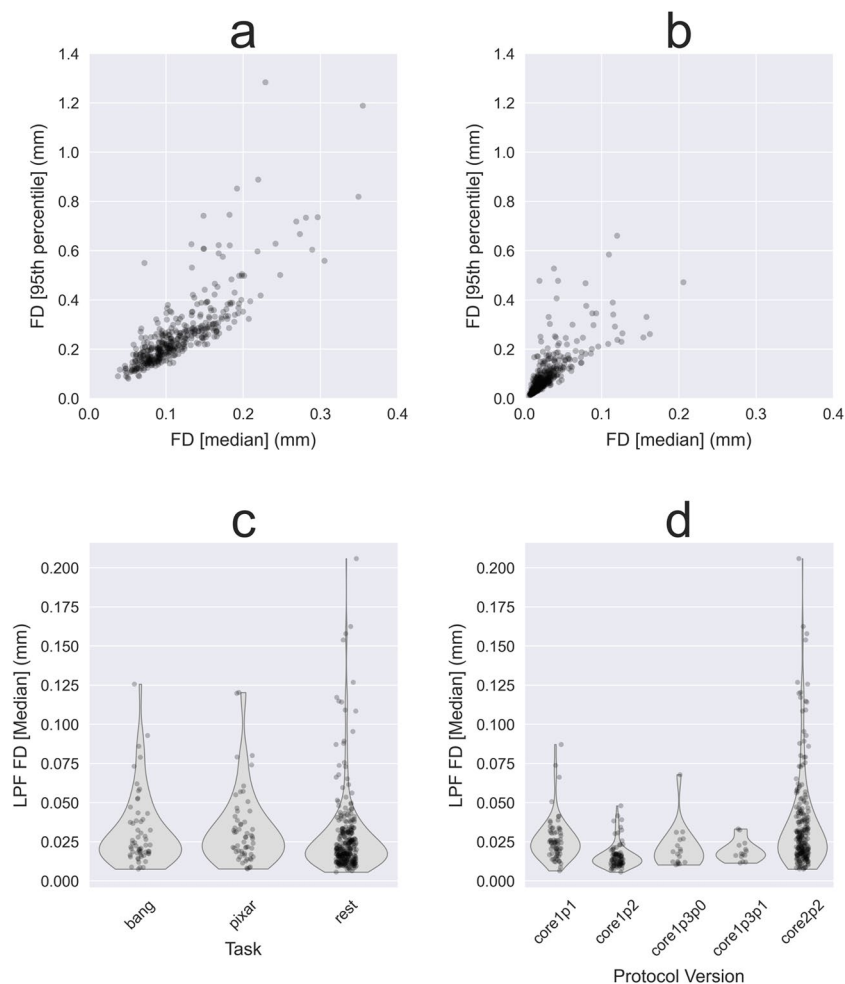 a
1.4
1.2
1.0
0.8
0.6
0.4
0.2
0.0
FD [95th percentile] (mm)
0.0 0.1 0.2 0.3 0.4
FD [median] (mm)
b
1.4
1.2
1.0
0.8
0.6
0.4
0.2
0.0
FD [95th percentile] (mm)
0.0 0.1 0.2 0.3 0.4
FD [median] (mm)
c
0.200
0.175
0.150
0.125
0.100
0.075
0.050
0.025
0.000
LPF FD [Median] (mm)
bang pixar rest
Task
d
0.200
0.175
0.150
0.125
0.100
0.075
0.050
0.025
0.000
LPF FD [Median] (mm)
core1p1 core1p2 core1p3p0 core1p3p1 core2p2
Protocol Version